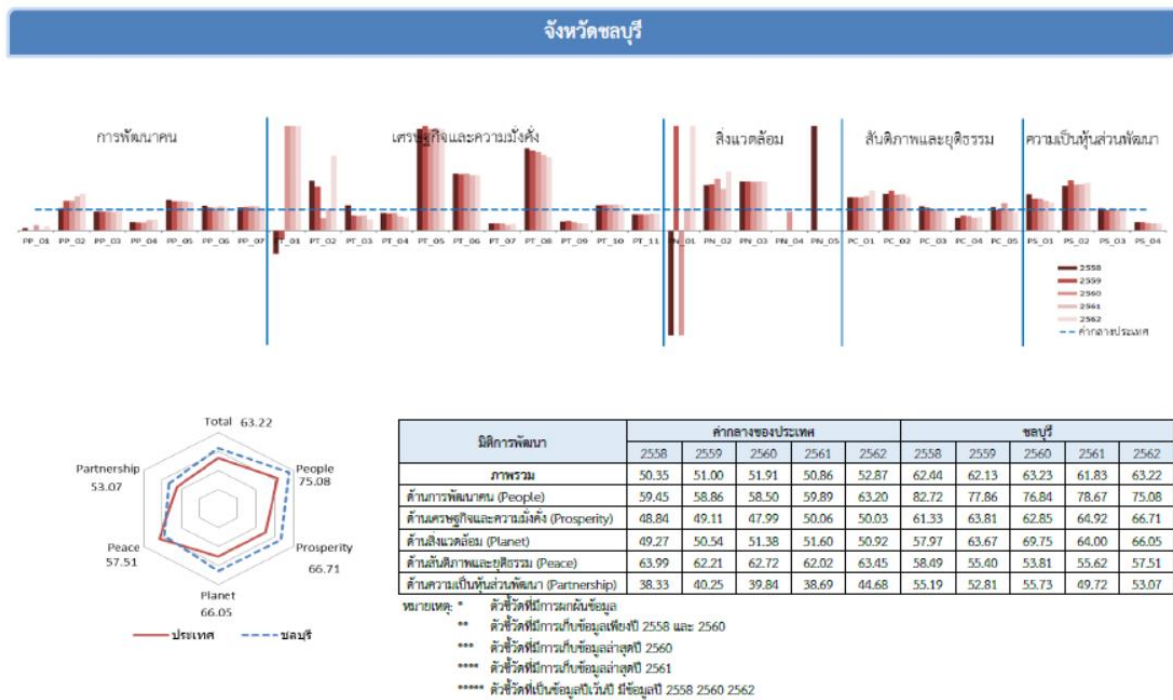 จังหวัดชลบุรี
การพัฒนาคน
เศรษฐกิจและความมั่งคั่ง
สิ่งแวดล้อม
สันติภาพและยุติธรรม
ความเป็นหุ้นส่วนพัฒนา
PP_01 PP_02 PP_03 PP_04 PP_05 PP_06 PP_07 PT_01 PT_02 PT_03 PT_04 PT_05 PT_06 PT_07 PT_08 PT_09 PT_10 PT_11 PN_01 PN_02 PN_03 PN_04 PN_05 PC_01 PC_02 PC_03 PC_04 PC_05 PS_01 PS_02 PS_03 PS_04
2558
2559
2560
2561
2562
ค่ากลางประเทศ
Total 63.22
People
75.08
Prosperity
66.71
Planet
66.05
Peace
57.51
Partnership
53.07
ประเทศ ชลบุรี
มิติการพัฒนา ค่ากลางของประเทศ ชลบุรี
2558 2559 2560 2561 2562 2558 2559 2560 2561 2562
ภาพรวม 50.35 51.00 51.91 50.86 52.87 62.44 62.13 63.23 61.83 63.22
ด้านการพัฒนาคน (People) 59.45 58.86 58.50 59.89 63.20 82.72 77.86 76.84 78.67 75.08
ด้านเศรษฐกิจและความมั่งคั่ง (Prosperity) 48.84 49.11 47.99 50.06 50.03 61.33 63.81 62.85 64.92 66.71
ด้านสิ่งแวดล้อม (Planet) 49.27 50.54 51.38 51.60 50.92 57.97 63.67 69.75 64.00 66.05
ด้านสันติภาพและยุติธรรม (Peace) 63.99 62.21 62.72 62.02 63.45 58.49 55.40 53.81 55.62 57.51
ด้านความเป็นหุ้นส่วนพัฒนา (Partnership) 38.33 40.25 39.84 38.69 44.68 55.19 52.81 55.73 49.72 53.07
หมายเหตุ: * ตัวชี้วัดที่มีการผกผันข้อมูล
** ตัวชี้วัดที่มีการเก็บข้อมูลเพียงปี 2558 และ 2560
*** ตัวชี้วัดที่มีการเก็บข้อมูลล่าสุดปี 2560
**** ตัวชี้วัดที่มีการเก็บข้อมูลล่าสุดปี 2561
***** ตัวชี้วัดที่เป็นข้อมูลปีเว้นปี มีข้อมูลปี 2558 2560 2562